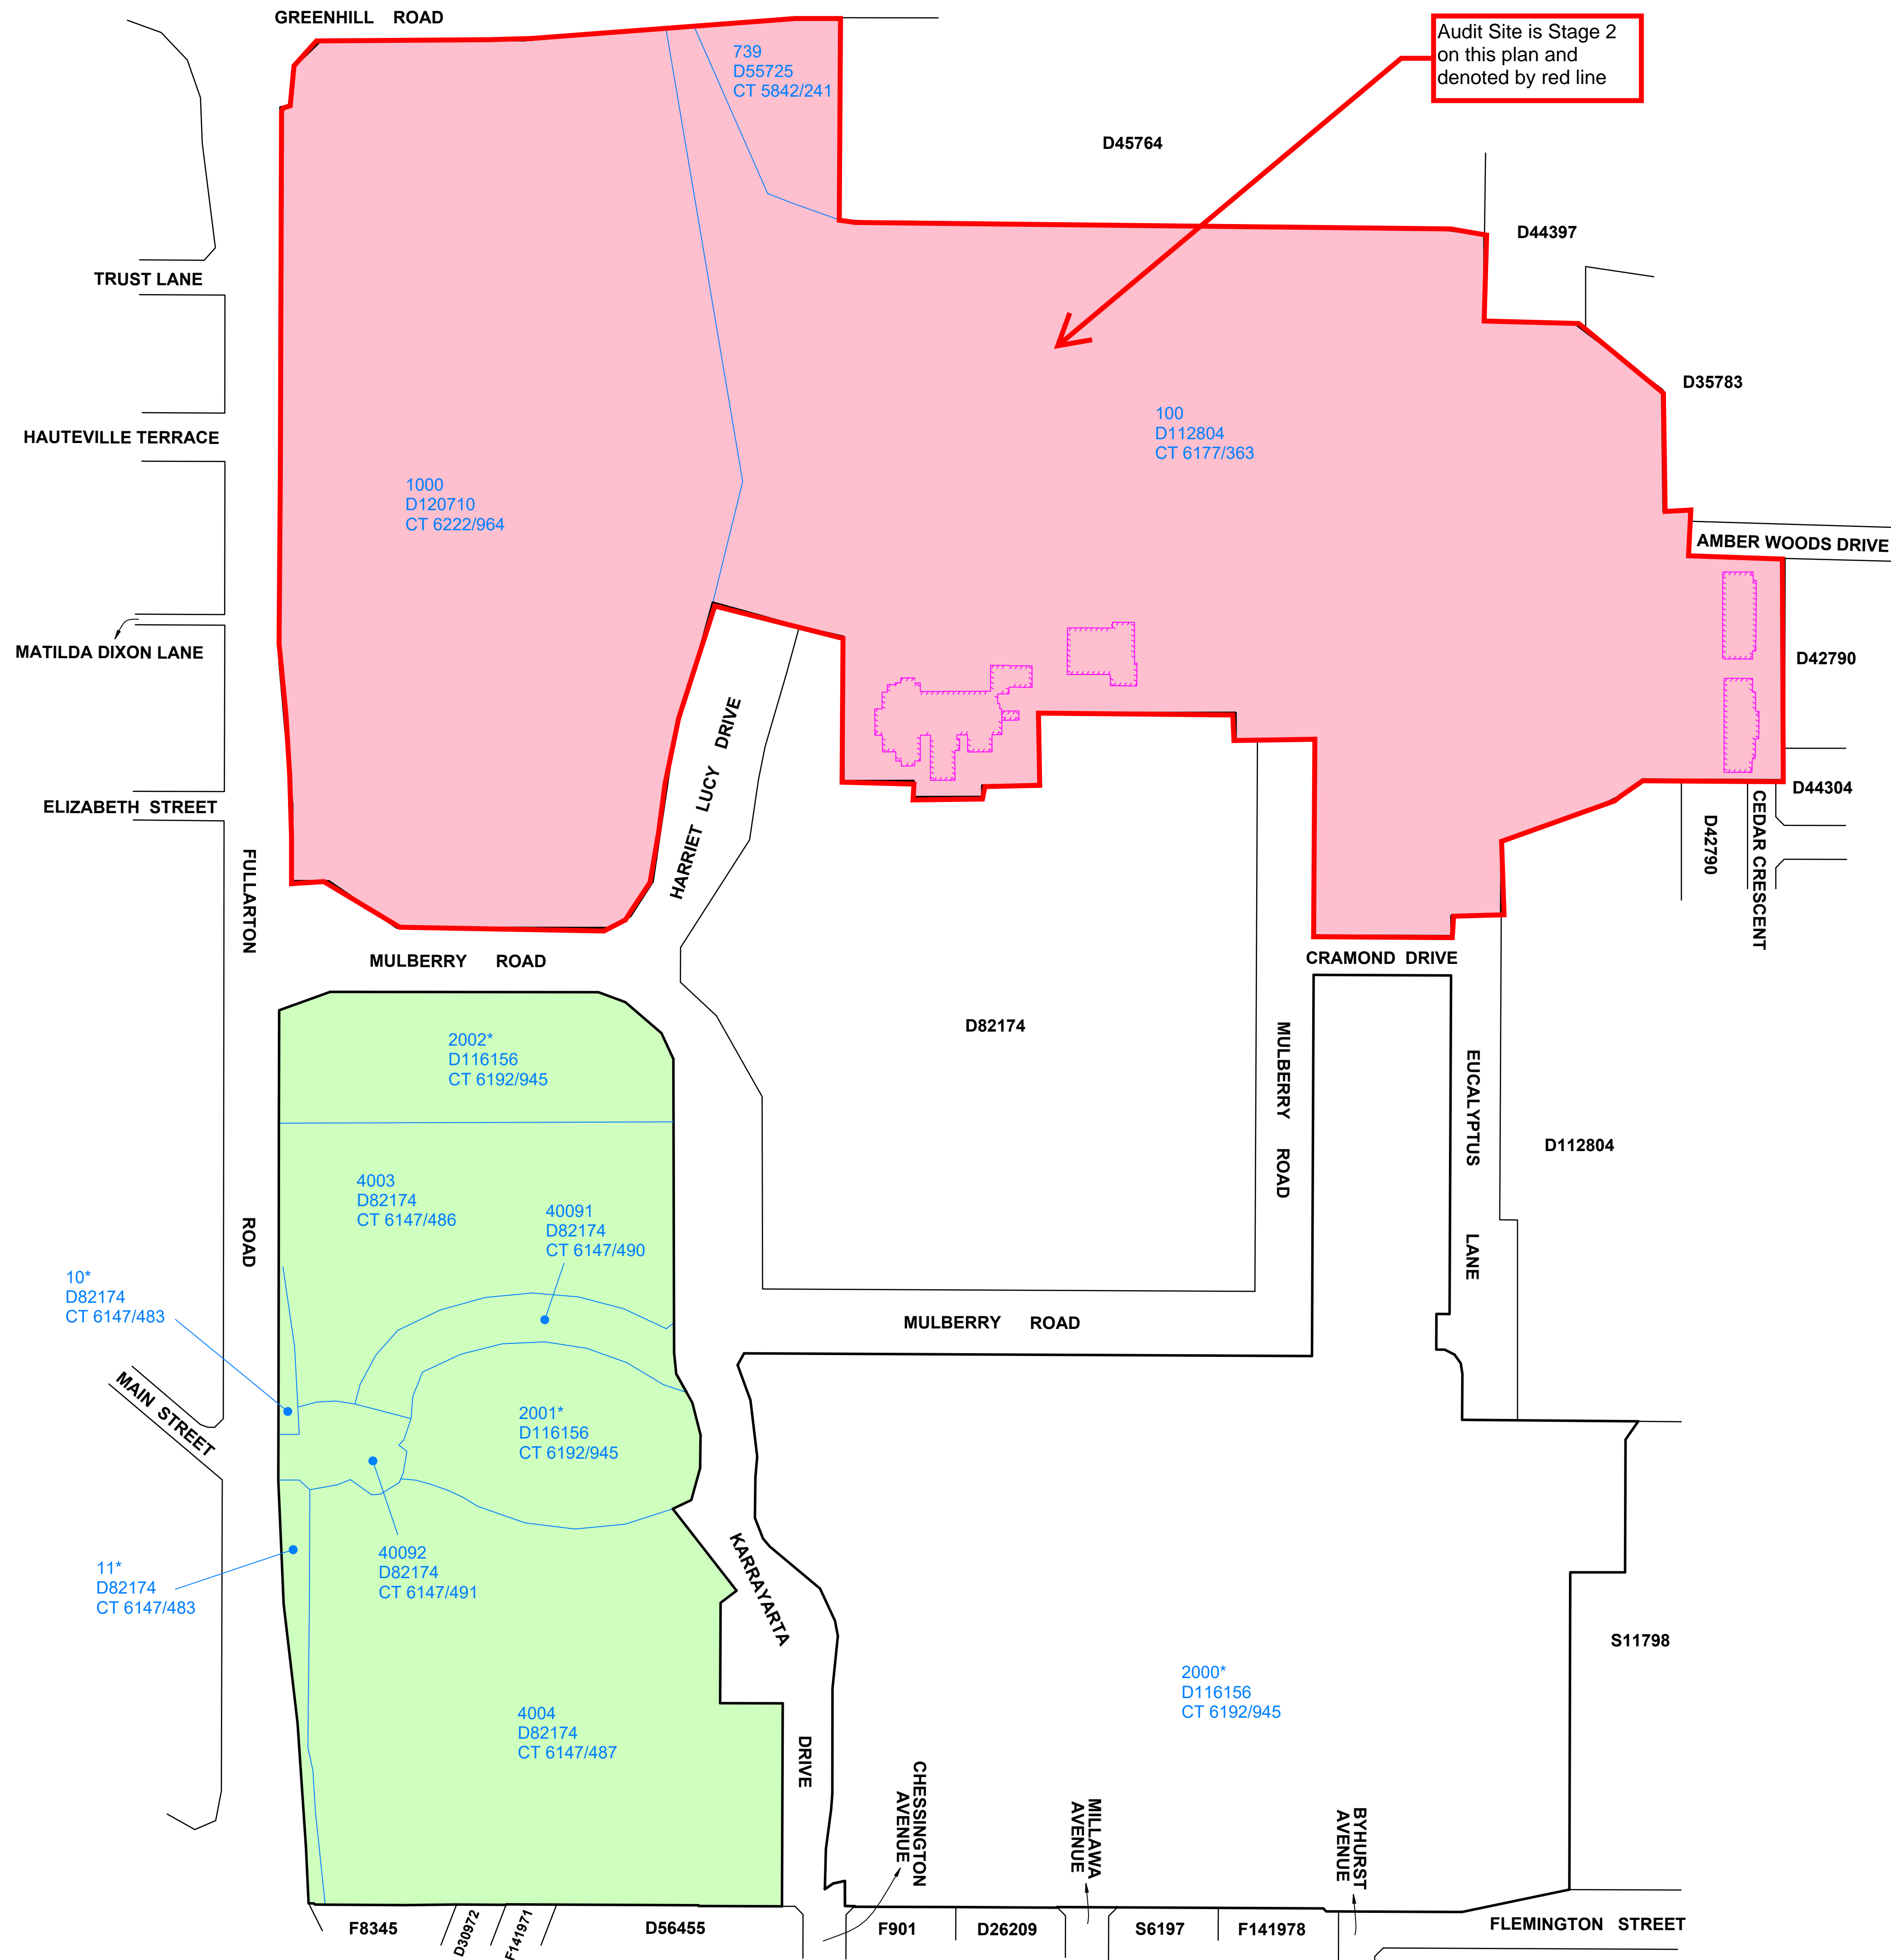 GREENHILL ROAD
Audit Site is Stage 2
on this plan and
denoted by red line
739
D55725
CT 5842/241
D45764
D44397
TRUST LANE
D35783
HAUTEVILLE TERRACE
100
D112804
CT 6177/363
1000
D120710
CT 6222/964
AMBER WOODS DRIVE
MATILDA DIXON LANE
D42790
HARRIET LUCY DRIVE
ELIZABETH STREET
D44304
D42790
CEDAR CRESCENT
FULLARTON
ROAD
MULBERRY ROAD
CRAMOND DRIVE
D82174
MULBERRY ROAD
EUCALYPTUS LANE
2002*
D116156
CT 6192/945
D112804
4003
D82174
CT 6147/486
40091
D82174
CT 6147/490
10*
D82174
CT 6147/483
MULBERRY ROAD
MAIN STREET
2001*
D116156
CT 6192/945
40092
D82174
CT 6147/491
11*
D82174
CT 6147/483
KARRAYARTA
DRIVE
S11798
2000*
D116156
CT 6192/945
4004
D82174
CT 6147/487
CHESSINGTON
AVENUE
MILLAWA
AVENUE
BYHURST
AVENUE
F8345
D30972
F141971
D56455
F901
D26209
S6197
F141978
FLEMINGTON STREET